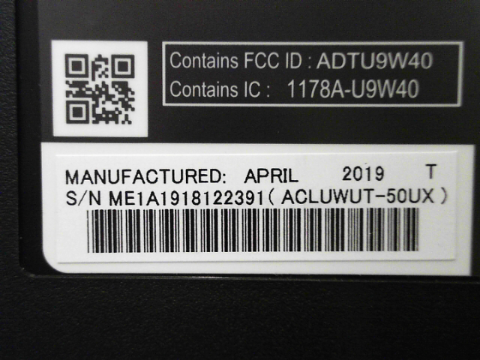 Contains FCC ID : ADTU9W40
Contains IC : 1178A-U9W40
MANUFACTURED: APRIL 2019 T
S/N ME1A1918122391( ACLUWUT-50UX )